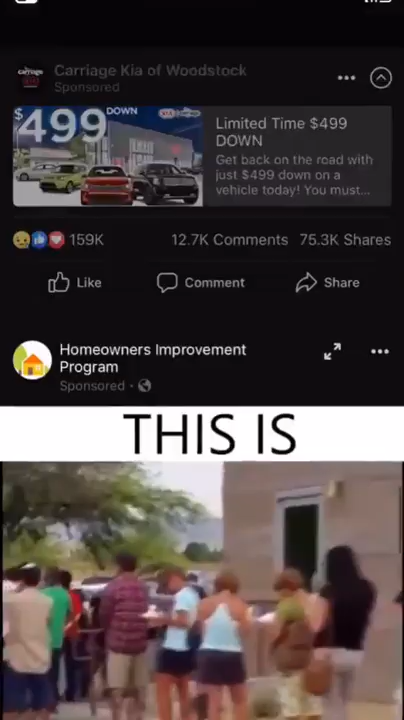 Carriage Kia of Woodstock
Sponsored
$499 DOWN
Limited Time $499
DOWN
Get back on the road with
just $499 down on a
vehicle today! You must...
159K
12.7K Comments
75.3K Shares
Like
Comment
Share
Homeowners Improvement
Program
Sponsored ·
THIS IS